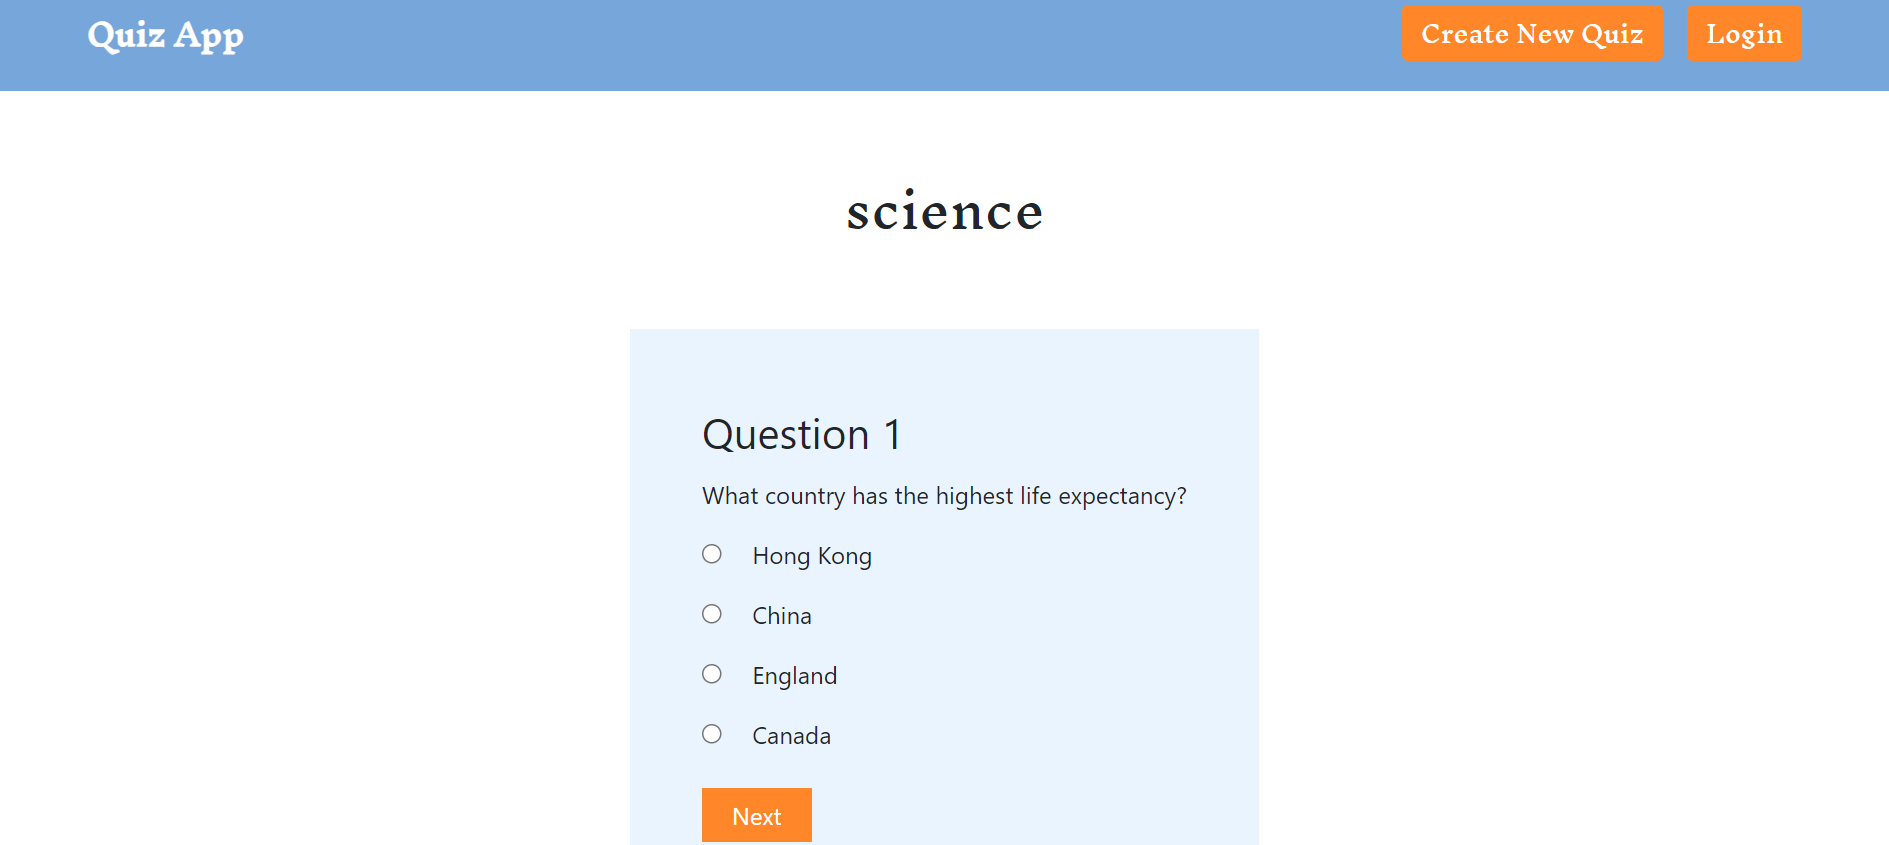 Quiz App
Create New Quiz
Login
science
Question 1
What country has the highest life expectancy?
Hong Kong
China
England
Canada
Next